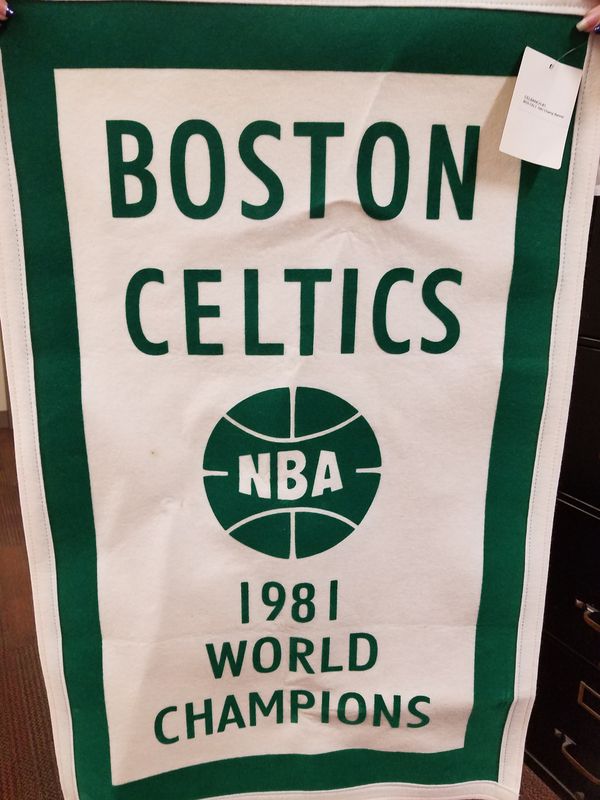 BOSTON
CELTICS
NBA
1981
WORLD
CHAMPIONS